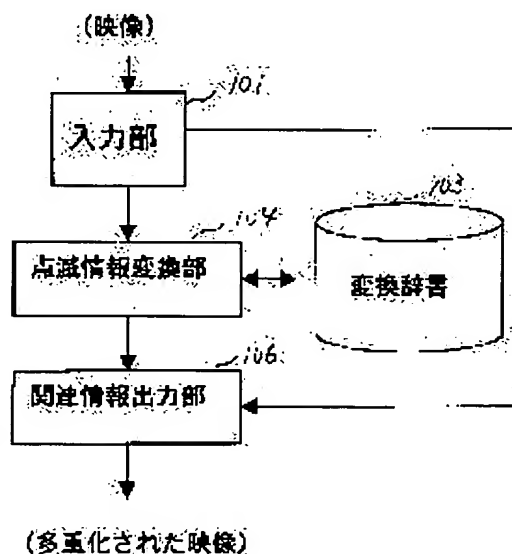 (映像)
101
入力部
104
103
点滅情報変換部
変換辞書
106
関連情報出力部
(多重化された映像)